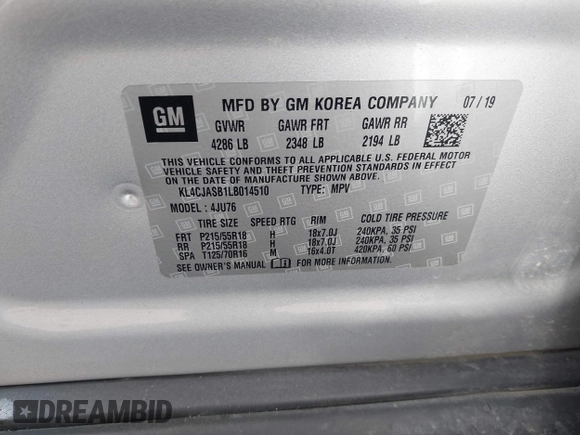 GM
MFD BY GM KOREA COMPANY 07/19
GVWR GAWR FRT GAWR RR
4286 LB 2348 LB 2194 LB
THIS VEHICLE CONFORMS TO ALL APPLICABLE U.S. FEDERAL MOTOR
VEHICLE SAFETY AND THEFT PREVENTION STANDARDS IN EFFECT
ON THE DATE OF MANUFACTURE SHOWN ABOVE.
KL4CJASB1LB014510 TYPE: MPV
MODEL: 4JU76
TIRE SIZE SPEED RTG RIM COLD TIRE PRESSURE
FRT P215/55R18 H 18x7.0J 240KPA, 35 PSI
RR P215/55R18 H 18x7.0J 240KPA, 35 PSI
SPA T125/70R16 M T6x4.0T 420KPA, 60 PSI
SEE OWNER'S MANUAL FOR MORE INFORMATION.
DREAMBID